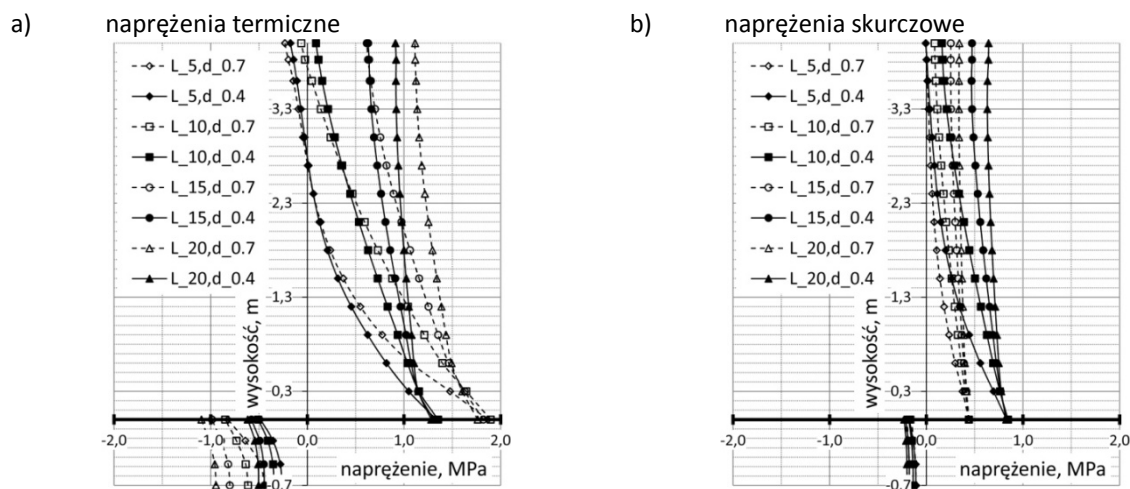 a) naprężenia termiczne
L_5,d_0.7
L_5,d_0.4
L_10,d_0.7
L_10,d_0.4
L_15,d_0.7
L_15,d_0.4
L_20,d_0.7
L_20,d_0.4
3,3
2,3
1,3
0,3
-0,7
wysokość, m
-2,0 -1,0 0,0 1,0 2,0
naprężenie, MPa
b) naprężenia skurczowe
L_5,d_0.7
L_5,d_0.4
L_10,d_0.7
L_10,d_0.4
L_15,d_0.7
L_15,d_0.4
L_20,d_0.7
L_20,d_0.4
3,3
2,3
1,3
0,3
-0,7
wysokość, m
-2,0 -1,0 0,0 1,0 2,0
naprężenie, MPa